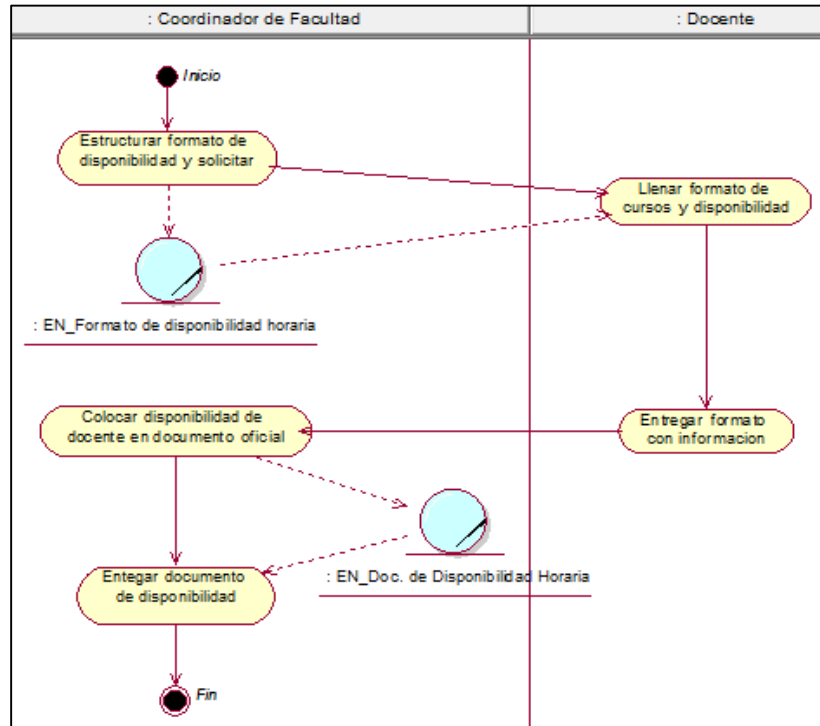 : Coordinador de Facultad
: Docente
Inicio
Estructurar formato de
disponibilidad y solicitar
Llenar formato de
cursos y disponibilidad
: EN_Formato de disponibilidad horaria
Colocar disponibilidad de
docente en documento oficial
Entregar formato
con informacion
: EN_Doc. de Disponibilidad Horaria
Entegar documento
de disponibilidad
Fin